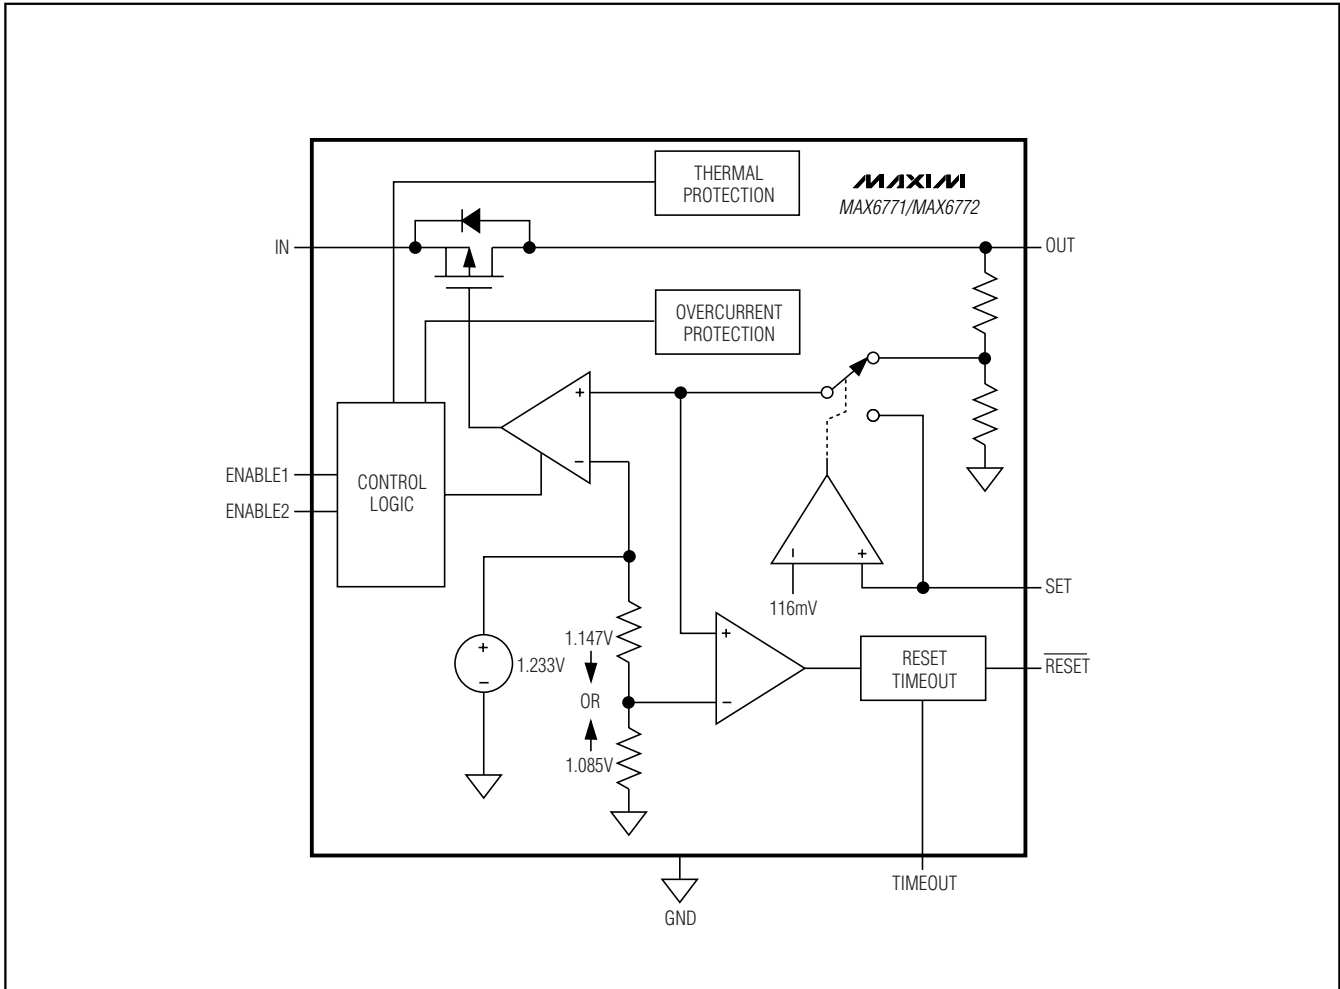 THERMAL
PROTECTION
MAXIM
MAX6771/MAX6772
IN
OUT
OVERCURRENT
PROTECTION
+
−
ENABLE1
ENABLE2
CONTROL
LOGIC
− +
116mV
SET
+
−
1.233V
1.147V
OR
1.085V
+
−
RESET
TIMEOUT
RESET
TIMEOUT
GND